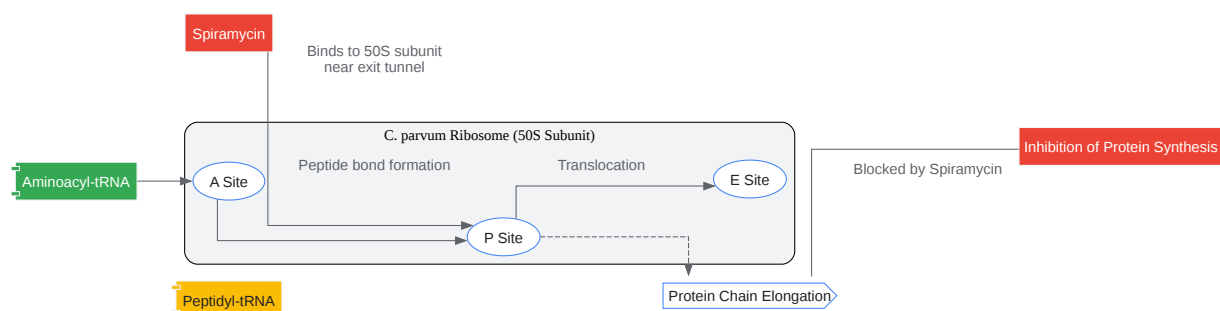 Spiramycin
Binds to 50S subunit
near exit tunnel
C. parvum Ribosome (50S Subunit)
Peptide bond formation
Translocation
Aminoacyl-tRNA
A Site
E Site
P Site
Inhibition of Protein Synthesis
Blocked by Spiramycin
Peptidyl-tRNA
Protein Chain Elongation